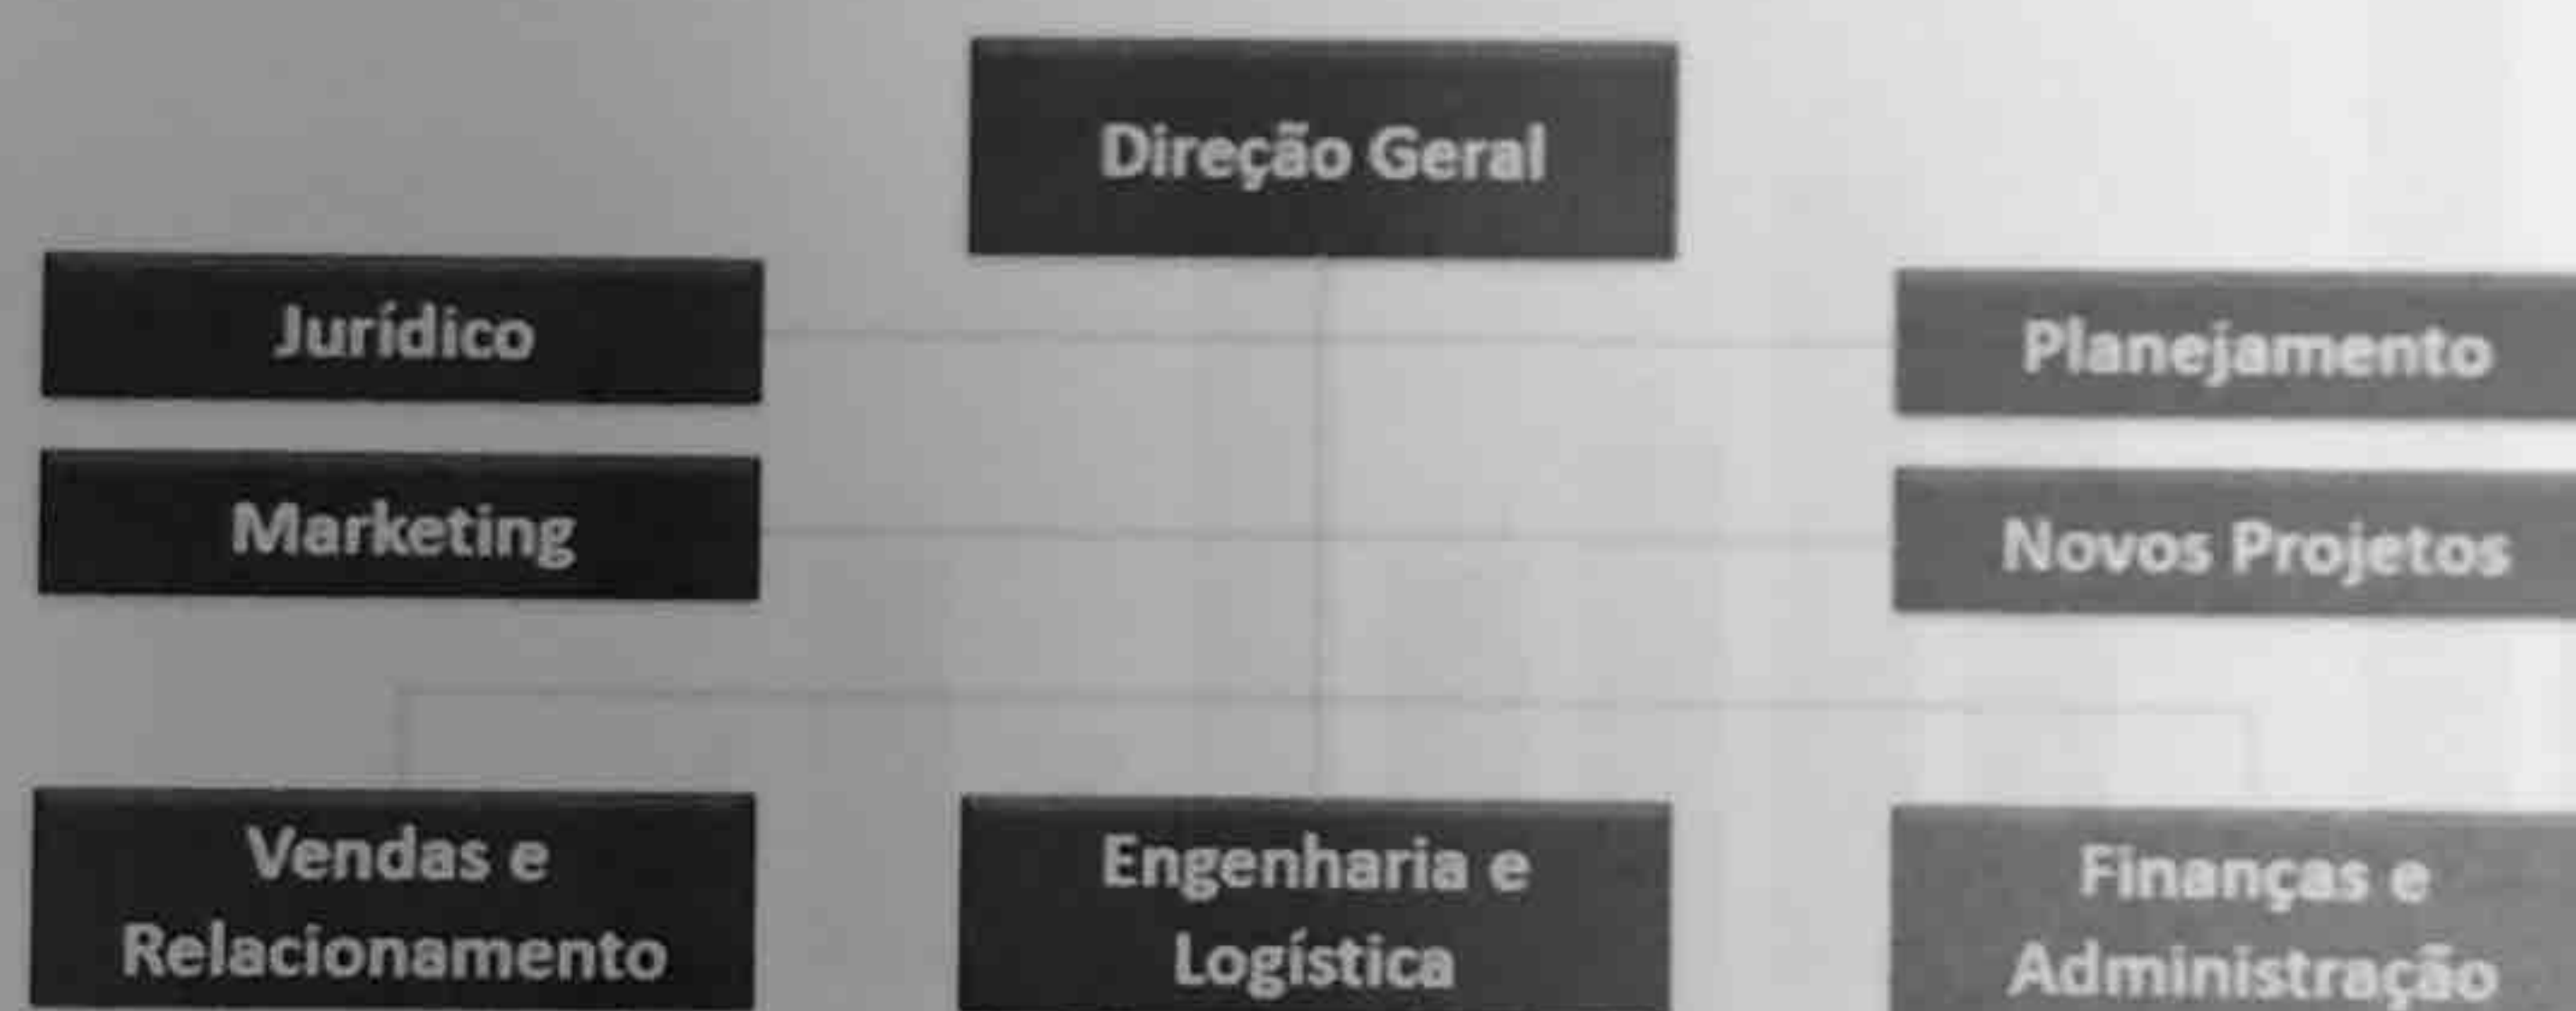 Direção Geral
Jurídico
Planejamento
Marketing
Novos Projetos
Vendas e
Relacionamento
Engenharia e
Logística
Finanças e
Administração